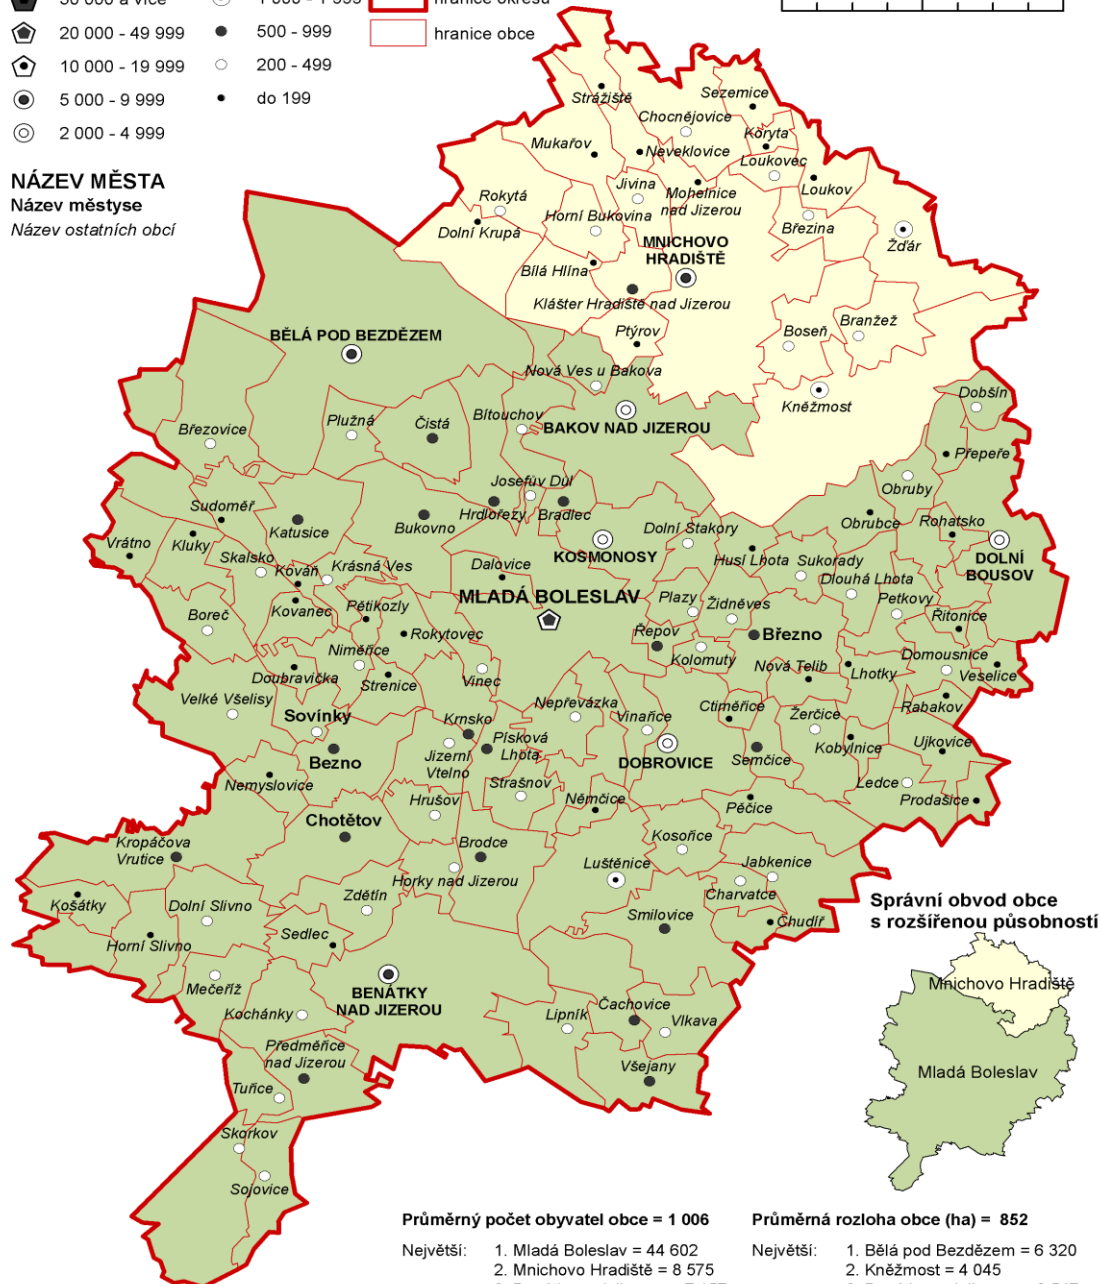 50 000 a více
20 000 - 49 999
10 000 - 19 999
5 000 - 9 999
2 000 - 4 999
1 000 - 1 999
500 - 999
200 - 499
do 199
hranice okresu
hranice obce
NÁZEV MĚSTA
Název městyse
Název ostatních obcí
Strážiště
Sezemice
Chocnějovice
Mukařov
Neveklovice
Koryta
Loukovec
Loukov
Jivina
Mohelnice
nad Jizerou
Rokytá
Horní Bukovina
Březina
Dolní Krupá
Žďár
MNICHOVO
HRADIŠTĚ
Bílá Hlína
Klášter Hradiště nad Jizerou
Ptýrov
Boseň
Branžež
BĚLÁ POD BEZDĚZEM
Nová Ves u Bakova
Kněžmost
Dobšín
Březovice
Plužná
Čistá
Bítouchov
BAKOV NAD JIZEROU
Přepeře
Obruby
Josefův Důl
Sudoměř
Katusice
Bukovno
Hrdlořezy
Bradlec
Dolní Stakory
Obrubce
Rohatsko
Vrátno
Kluky
Skalsko
Kováň
Krásná Ves
KOSMONOSY
Husí Lhota
Sukorady
DOLNÍ
BOUSOV
Dalovice
Dlouhá Lhota
Kovanec
Pětikozly
MLADÁ BOLESLAV
Plazy
Židněves
Petkovy
Boreč
Rokytovec
Řepov
Březno
Řitonice
Niměřice
Kolomuty
Doubravička
Strenice
Vinec
Nová Telib
Lhotky
Domousnice
Veselice
Velké Všelisy
Sovínky
Nepřevázka
Vinařice
Ctiměřice
Žerčice
Rabakov
Krnsko
Písková
Lhota
Jizerní
Vtelno
Bezno
DOBROVICE
Semčice
Kobylnice
Ujkovice
Nemyslovice
Strašnov
Ledce
Prodašice
Hrušov
Němčice
Pěčice
Chotětov
Kropáčova
Vrutice
Brodce
Kosořice
Horky nad Jizerou
Luštěnice
Jabkenice
Charvatce
Košátky
Dolní Slivno
Zdětín
Smilovice
Chudíř
Horní Slivno
Sedlec
Mečeříž
BENÁTKY
NAD JIZEROU
Kochánky
Lipník
Čachovice
Vlkava
Předměřice
nad Jizerou
Všejany
Tuřice
Skorkov
Sojovice
Správní obvod obce
s rozšířenou působností
Mnichovo Hradiště
Mladá Boleslav
Průměrný počet obyvatel obce = 1 006
Největší: 1. Mladá Boleslav = 44 602
2. Mnichovo Hradiště = 8 575
Průměrná rozloha obce (ha) = 852
Největší: 1. Bělá pod Bezdězem = 6 320
2. Kněžmost = 4 045